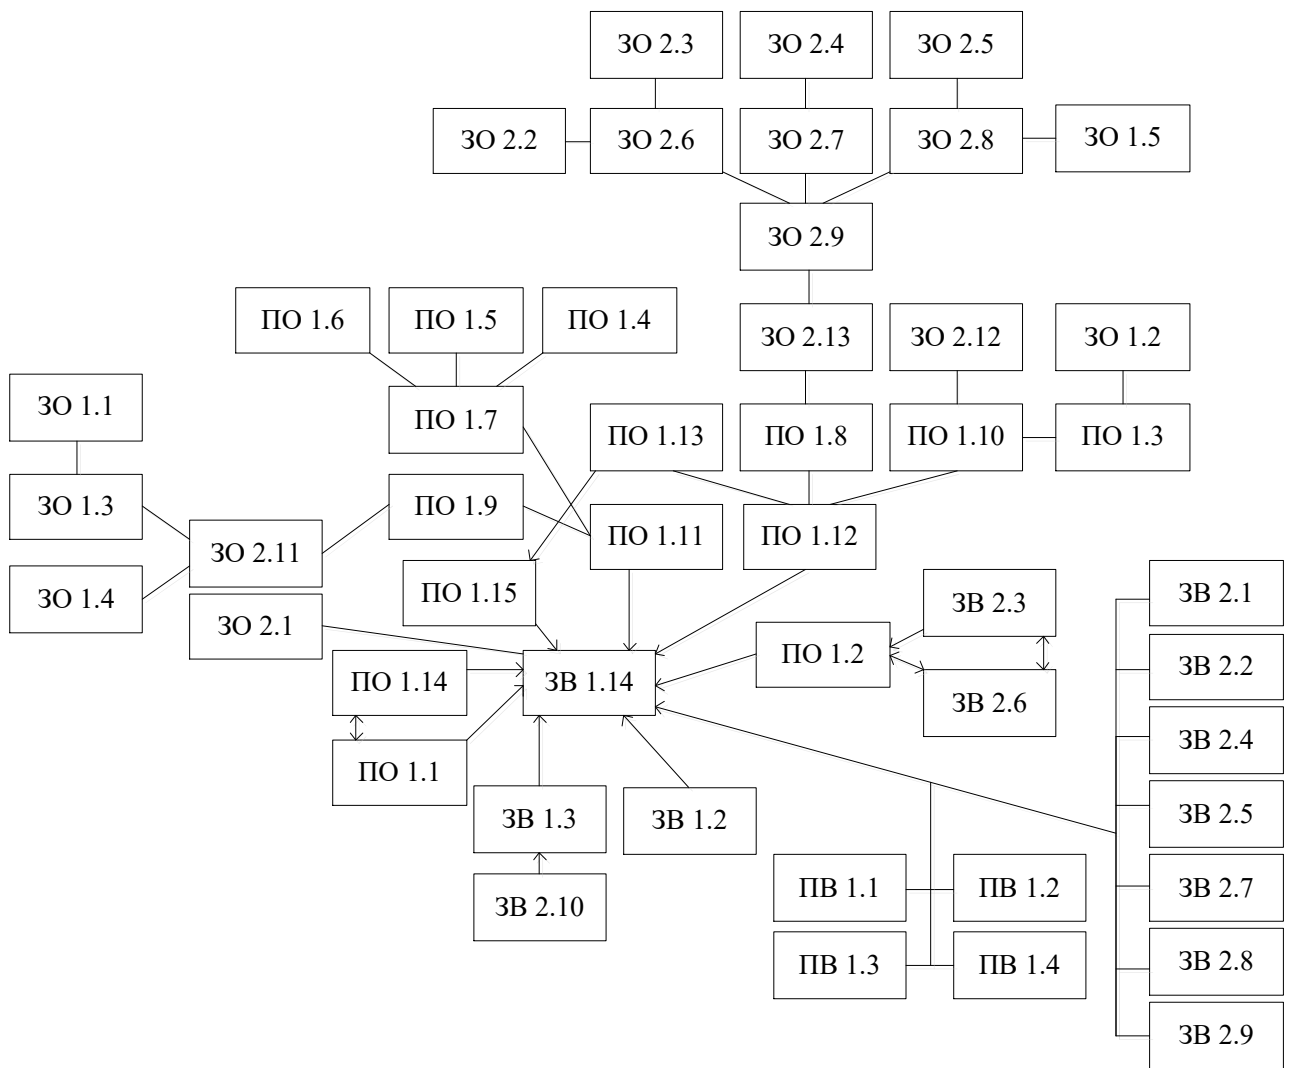 ЗО 2.3
ЗО 2.4
ЗО 2.5
ЗО 2.2
ЗО 2.6
ЗО 2.7
ЗО 2.8
ЗО 1.5
ЗО 2.9
ПО 1.6
ПО 1.5
ПО 1.4
ЗО 2.13
ЗО 2.12
ЗО 1.2
ЗО 1.1
ПО 1.7
ПО 1.13
ПО 1.8
ПО 1.10
ПО 1.3
ЗО 1.3
ПО 1.9
ПО 1.11
ПО 1.12
ЗО 2.11
ЗО 1.4
ПО 1.15
ЗВ 2.3
ЗВ 2.1
ЗО 2.1
ПО 1.2
ЗВ 2.2
ПО 1.14
ЗВ 1.14
ЗВ 2.6
ЗВ 2.4
ПО 1.1
ЗВ 1.3
ЗВ 1.2
ЗВ 2.5
ПВ 1.1
ПВ 1.2
ЗВ 2.7
ЗВ 2.10
ПВ 1.3
ПВ 1.4
ЗВ 2.8
ЗВ 2.9